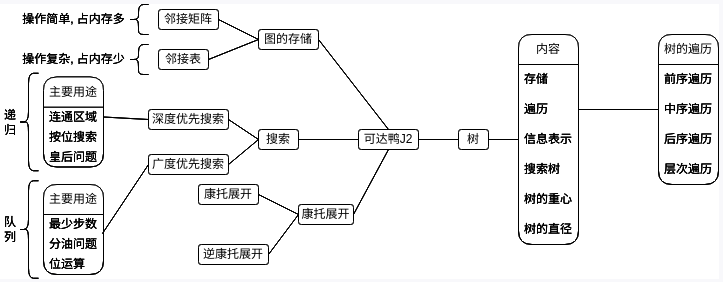 操作简单, 占内存多
邻接矩阵
操作复杂, 占内存少
邻接表
图的存储
递归
主要用途
连通区域
按位搜索
皇后问题
深度优先搜索
搜索
广度优先搜索
队列
主要用途
最少步数
分油问题
位运算
康托展开
康托展开
逆康托展开
可达鸭J2
树
内容
存储
遍历
信息表示
搜索树
树的重心
树的直径
树的遍历
前序遍历
中序遍历
后序遍历
层次遍历